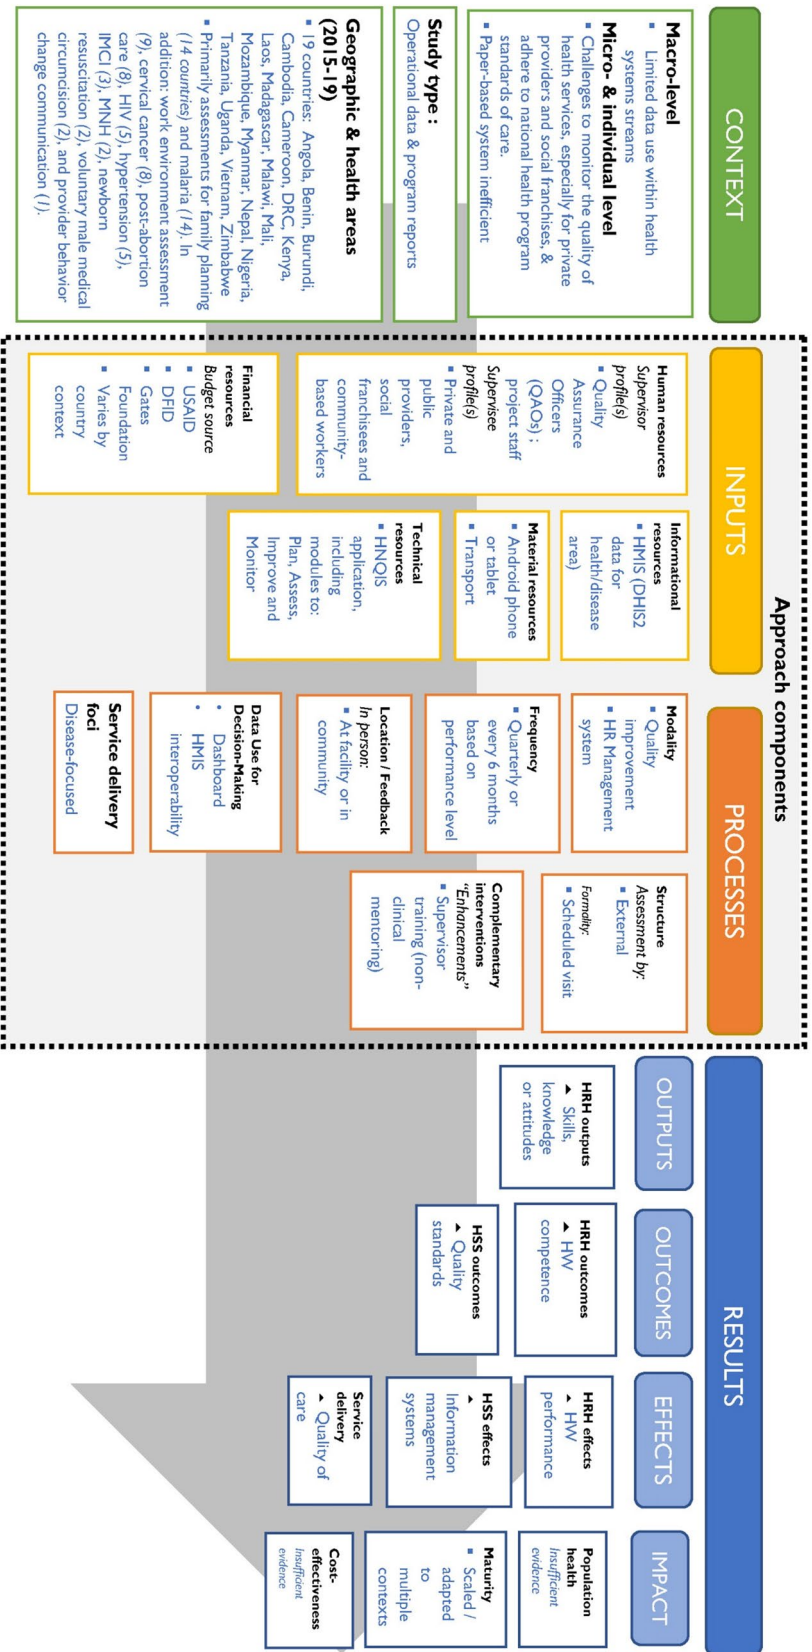 CONTEXT
Macro-level
▪ Limited data use within health
systems streams
Micro- & individual level
▪ Challenges to monitor the quality of
health services, especially for private
providers and social franchises, &
adhere to national health program
standards of care.
▪ Paper-based system inefficient
Study type :
Operational data & program reports
Geographic & health areas
(2015-19)
▪ 19 countries: Angola, Benin, Burundi,
Cambodia, Cameroon, DRC, Kenya,
Laos, Madagascar, Malawi, Mali,
Mozambique, Myanmar, Nepal, Nigeria,
Tanzania, Uganda, Vietnam, Zimbabwe
▪ Primarily assessments for family planning
(14 countries) and malaria (14). In
addition: work environment assessment
(9), cervical cancer (8), post-abortion
care (8), HIV (5), hypertension (5),
IMCI (3), MNH (2), newborn
resuscitation (2), voluntary male medical
circumcision (2), and provider behavior
change communication (1).
Approach components
INPUTS
Human resources
Supervisor
profile(s)
▪ Quality
Assurance
Officers
(QAOs) ;
project staff
Supervisee
profile(s)
▪ Private and
public
providers,
social
franchisees and
community-
based workers
Financial
resources
Budget source
▪ USAID
▪ DFID
▪ Gates
Foundation
▪ Varies by
country
context
Informational
resources
▪ HMIS (DHIS2
data for
health/disease
area)
Material resources
▪ Android phone
or tablet
▪ Transport
Technical
resources
▪ HNQIS
application,
including
modules to:
Plan, Assess,
Improve and
Monitor
PROCESSES
Modality
▪ Quality
improvement
▪ HR Management
system
Frequency
▪ Quarterly or
every 6 months
based on
performance level
Location / Feedback
In person:
▪ At facility or in
community
Data Use for
Decision-Making
• Dashboard
• HMIS
interoperability
Service delivery
foci
Disease-focused
Structure
Assessment by:
▪ External
Formality:
▪ Scheduled visit
Complementary
interventions
“Enhancements”
▪ Supervisor
training (non-
clinical
mentoring)
RESULTS
OUTPUTS
HRH outputs
▲ Skills,
knowledge
or attitudes
OUTCOMES
HRH outcomes
▲ HW
competence
HSS outcomes
▲ Quality
standards
EFFECTS
HRH effects
▲ HW
performance
HSS effects
▲
Information
management
systems
Service
delivery
▲ Quality of
care
IMPACT
Population
health
Insufficient
evidence
Maturity
▪ Scaled /
adapted
to
multiple
contexts
Cost-
effectiveness
Insufficient
evidence